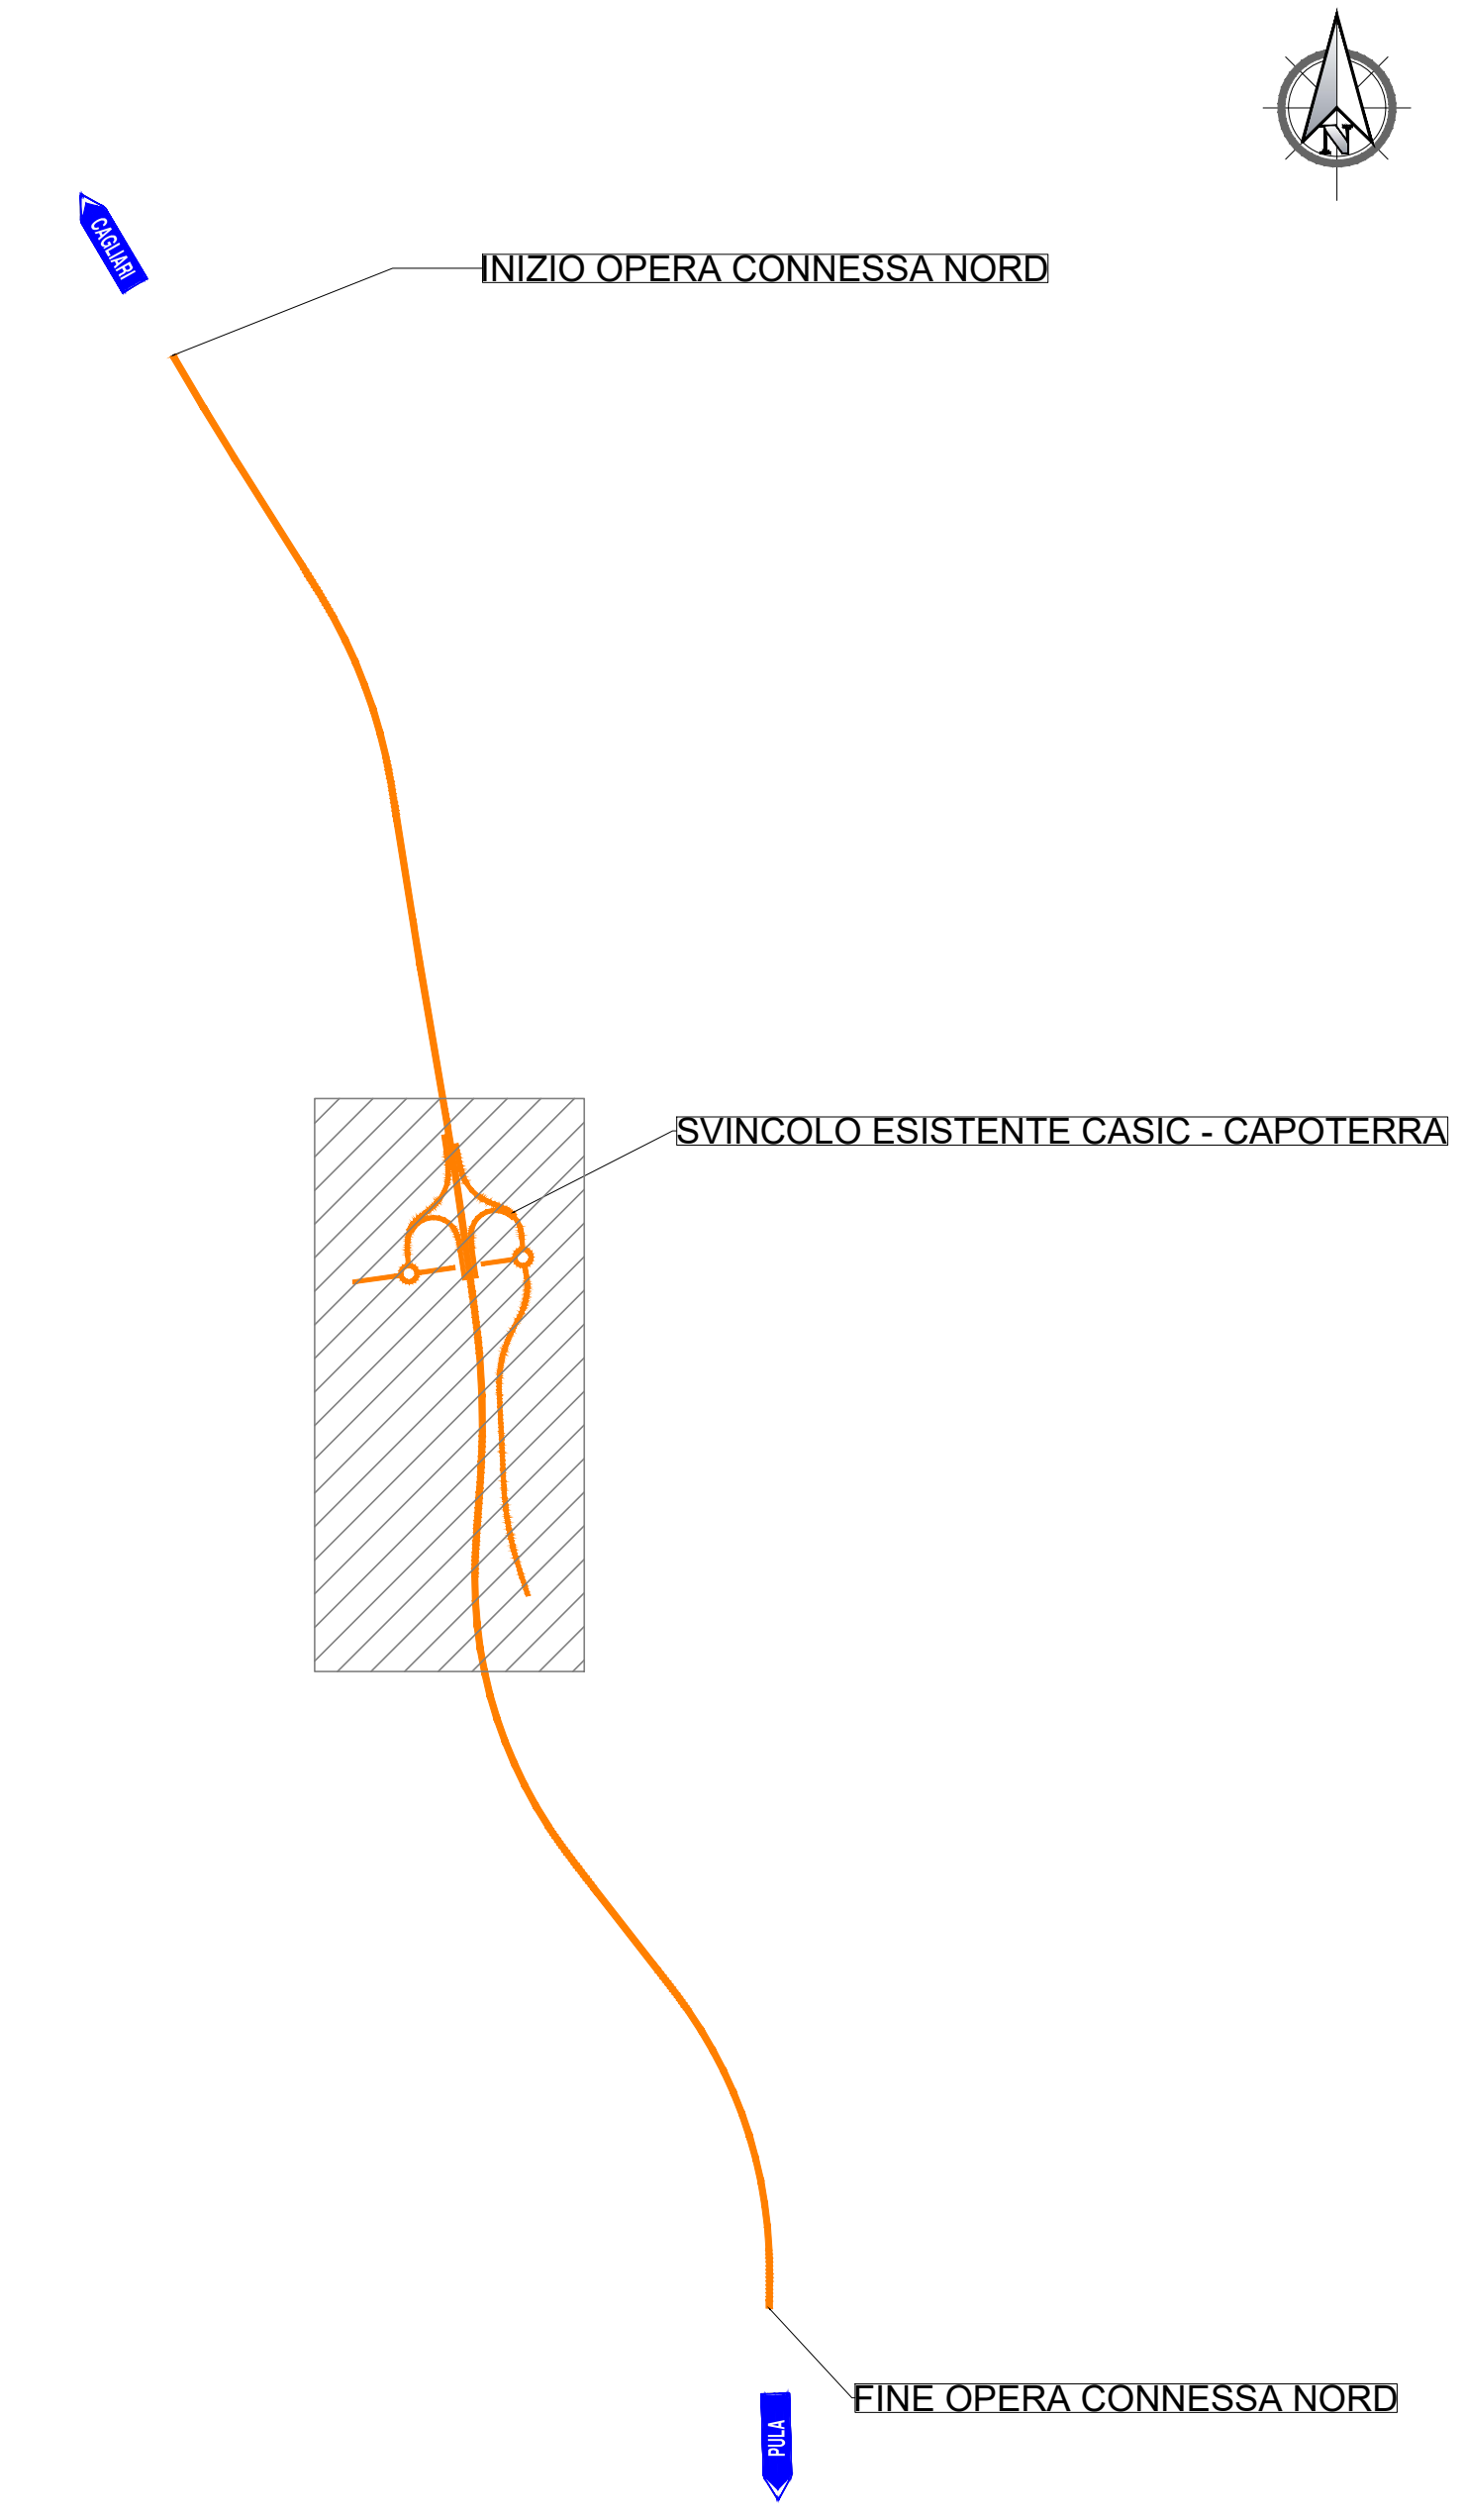 N
CAGLIARI
INIZIO OPERA CONNESSA NORD
SVINCOLO ESISTENTE CASIC - CAPOTERRA
FINE OPERA CONNESSA NORD
PULA